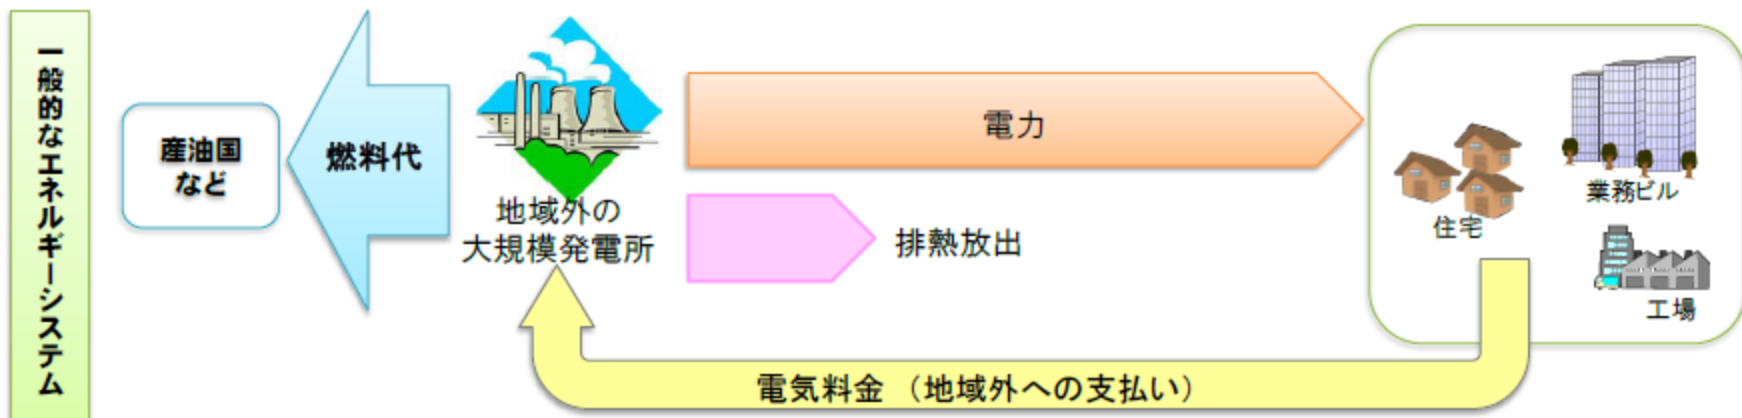 一般的なエネルギーシステム
産油国
など
燃料代
地域外の
大規模発電所
電力
排熱放出
住宅
業務ビル
工場
電気料金（地域外への支払い）